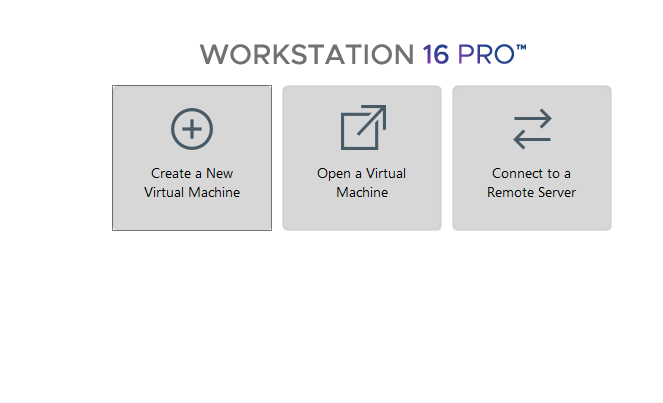 WORKSTATION 16 PRO™
Create a New
Virtual Machine
Open a Virtual
Machine
Connect to a
Remote Server